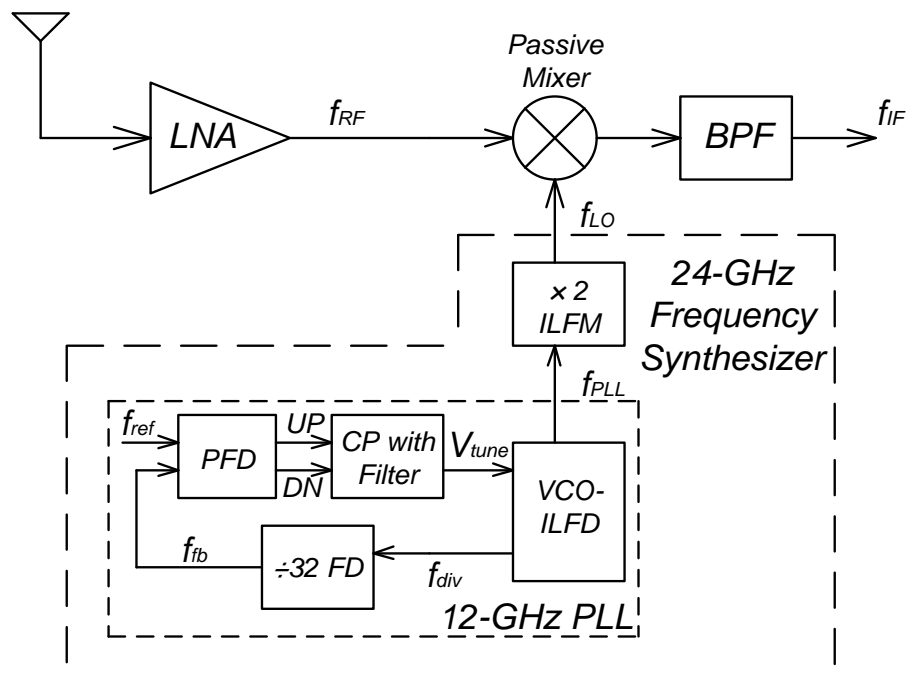 Passive
Mixer
LNA
fRF
BPF
fIF
fLO
× 2
ILFM
24-GHz
Frequency
Synthesizer
fPLL
fref
PFD
UP
DN
CP with
Filter
Vtune
VCO-
ILFD
ffb
÷32 FD
fdiv
12-GHz PLL